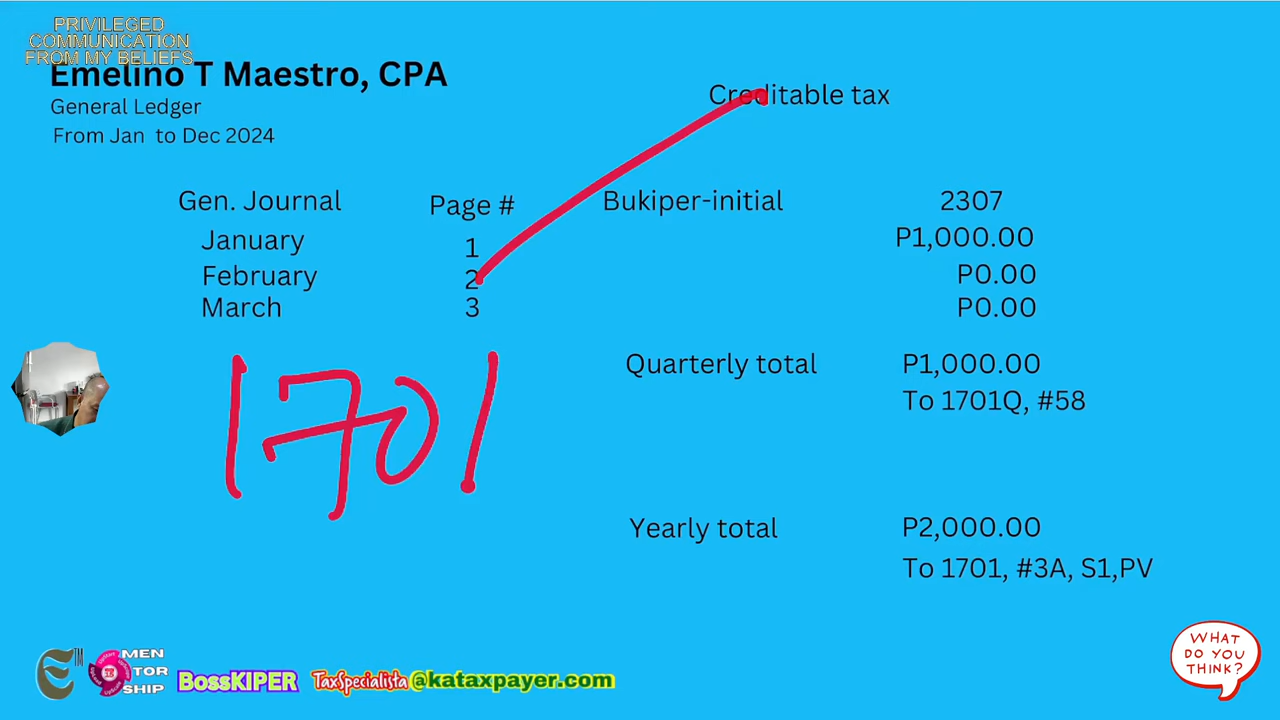 PRIVILEGED
COMMUNICATION
FROM MY BELIEFS
Emelino T Maestro, CPA
General Ledger
From Jan to Dec 2024
Creditable tax
Gen. Journal Page # Bukiper-initial 2307
January 1 P1,000.00
February 2 P0.00
March 3 P0.00
Quarterly total P1,000.00
To 1701Q, #58
1701
Yearly total P2,000.00
To 1701, #3A, S1,PV
WHAT
DO YOU
THINK?
E™
MEN
TOR
SHIP
BossKIPER
TaxSpecialista @kataxpayer.com